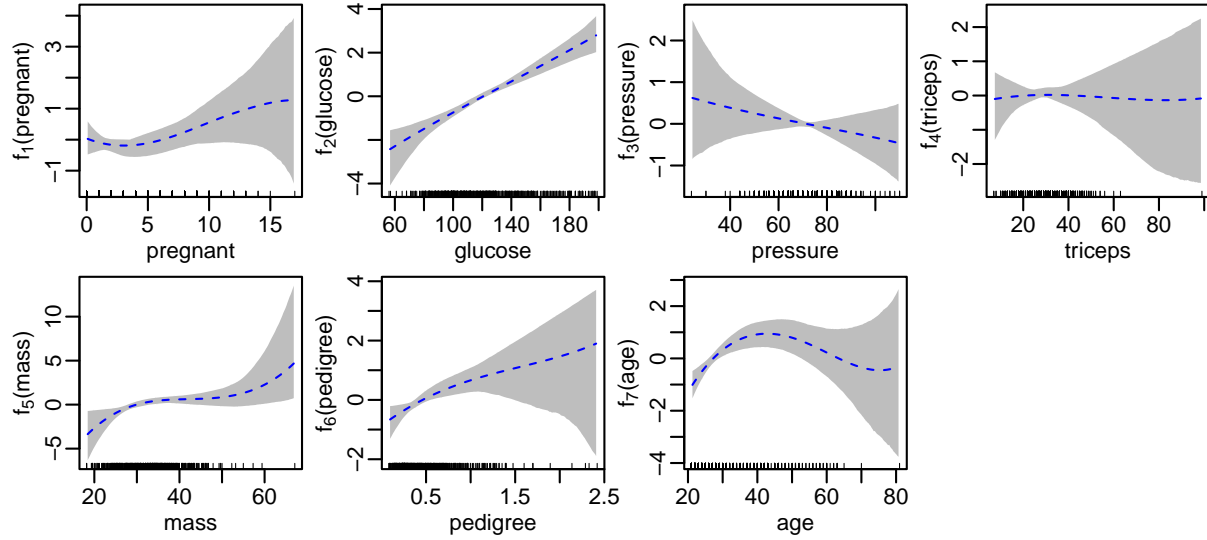 f1(pregnant)
−1 1 3
0 5 10 15
pregnant
f2(glucose)
−4 −2 0 2 4
60 100 140 180
glucose
f3(pressure)
−1 0 1 2
40 60 80
pressure
f4(triceps)
−2 0 2
20 40 60 80
triceps
f5(mass)
−5 0 5 10
20 40 60
mass
f6(pedigree)
−2 0 2 4
0.5 1 1.5 2 2.5
pedigree
f7(age)
−4 −2 0 2
20 40 60 80
age